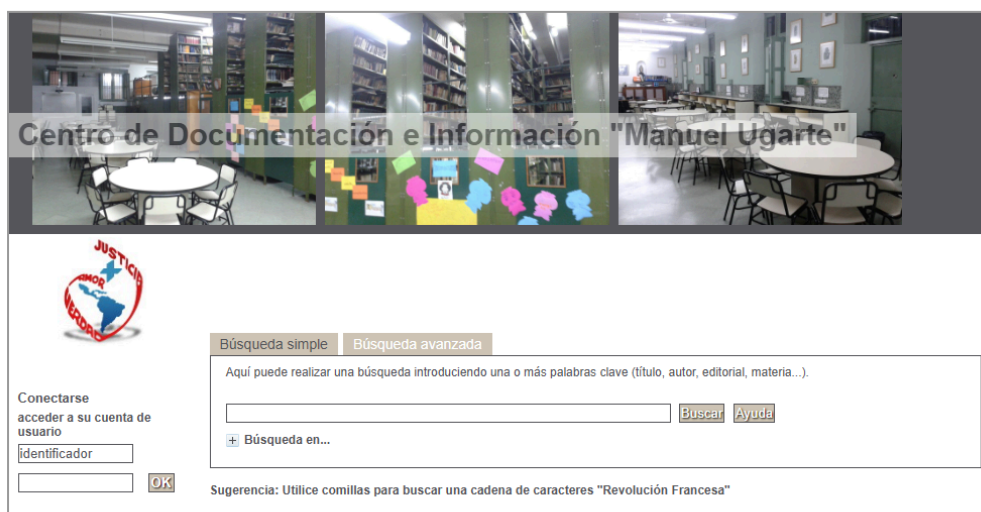 Centro de Documentación e Información "Manuel Ugarte"
JUSTICIA
AMOR
VERDAD
Búsqueda simple
Búsqueda avanzada
Aquí puede realizar una búsqueda introduciendo una o más palabras clave (título, autor, editorial, materia...).
Buscar
Ayuda
Búsqueda en...
Conectarse
acceder a su cuenta de
usuario
identificador
OK
Sugerencia: Utilice comillas para buscar una cadena de caracteres "Revolución Francesa"